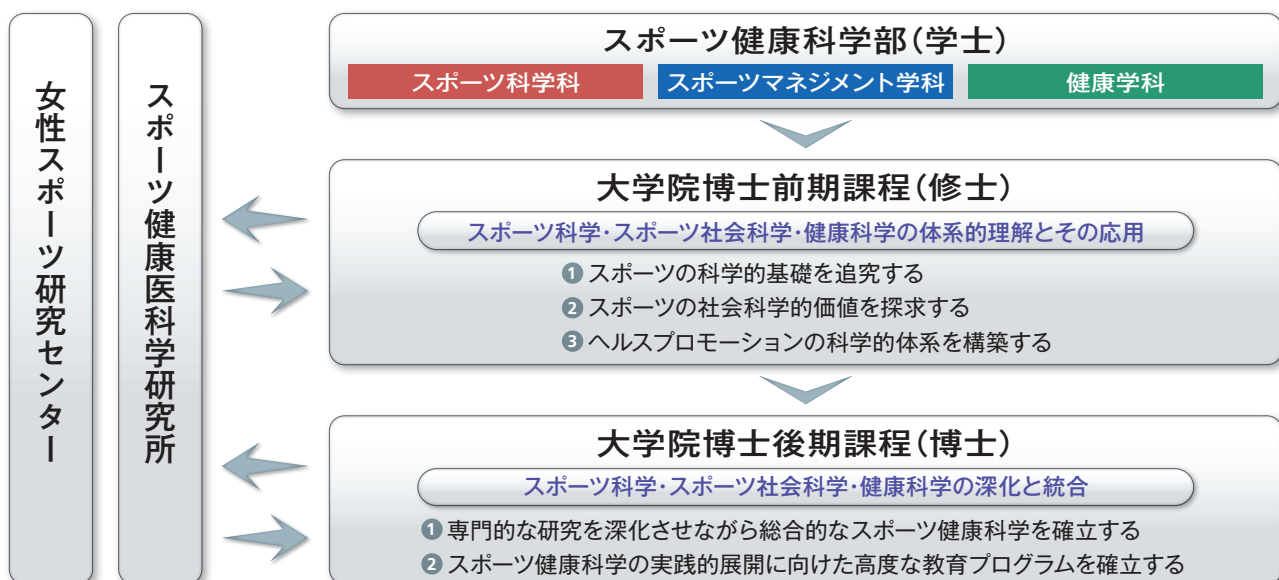 女性スポーツ研究センター
スポーツ健康医科学研究所
スポーツ健康科学部(学士)
スポーツ科学科
スポーツマネジメント学科
健康学科
大学院博士前期課程(修士)
スポーツ科学・スポーツ社会科学・健康科学の体系的理解とその応用
❶ スポーツの科学的基礎を追究する
❷ スポーツの社会科学的価値を探求する
❸ ヘルスプロモーションの科学的体系を構築する
大学院博士後期課程(博士)
スポーツ科学・スポーツ社会科学・健康科学の深化と統合
❶ 専門的な研究を深化させながら総合的なスポーツ健康科学を確立する
❷ スポーツ健康科学の実践的展開に向けた高度な教育プログラムを確立する